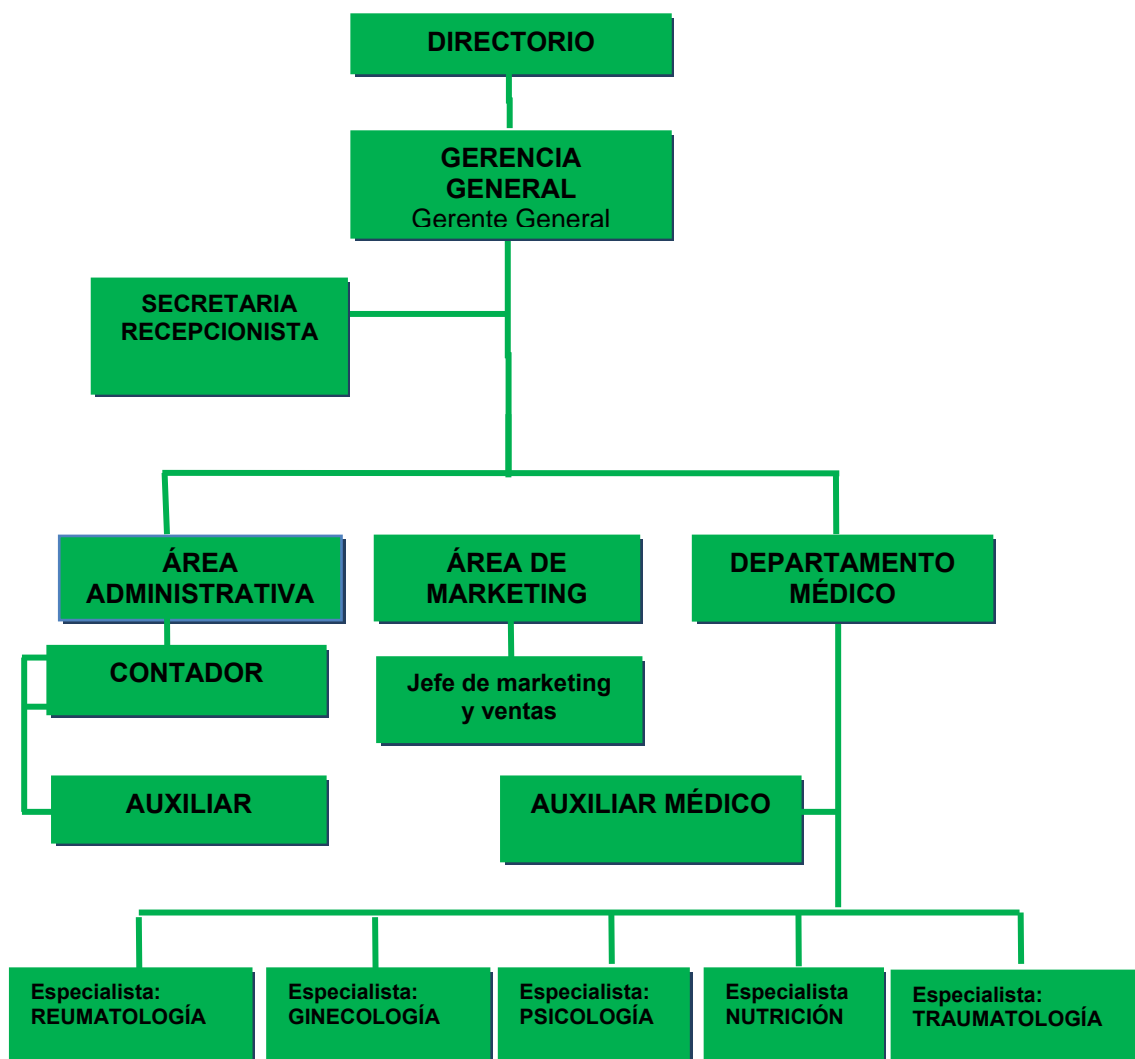 DIRECTORIO
GERENCIA
GENERAL
Gerente General
SECRETARIA
RECEPCIONISTA
ÁREA
ADMINISTRATIVA
ÁREA DE
MARKETING
DEPARTAMENTO
MÉDICO
CONTADOR
Jefe de marketing
y ventas
AUXILIAR
AUXILIAR MÉDICO
Especialista:
REUMATOLOGÍA
Especialista:
GINECOLOGÍA
Especialista:
PSICOLOGÍA
Especialista
NUTRICIÓN
Especialista:
TRAUMATOLOGÍA